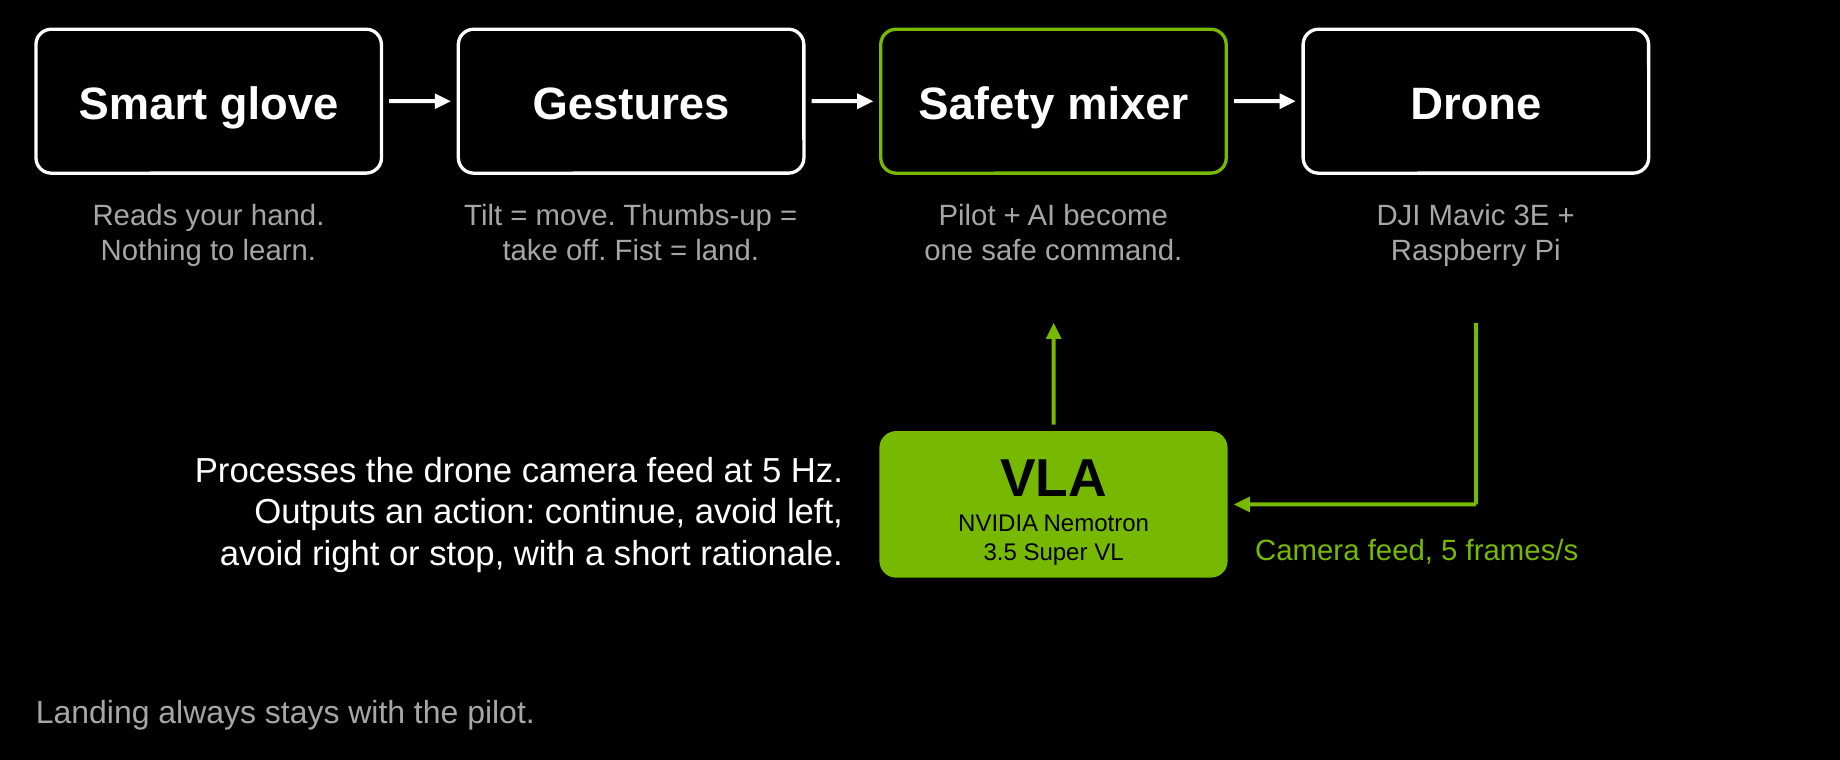 Smart glove
Gestures
Safety mixer
Drone
Reads your hand.
Nothing to learn.
Tilt = move. Thumbs-up =
take off. Fist = land.
Pilot + AI become
one safe command.
DJI Mavic 3E +
Raspberry Pi
Processes the drone camera feed at 5 Hz.
Outputs an action: continue, avoid left,
avoid right or stop, with a short rationale.
VLA
NVIDIA Nemotron
3.5 Super VL
Camera feed, 5 frames/s
Landing always stays with the pilot.